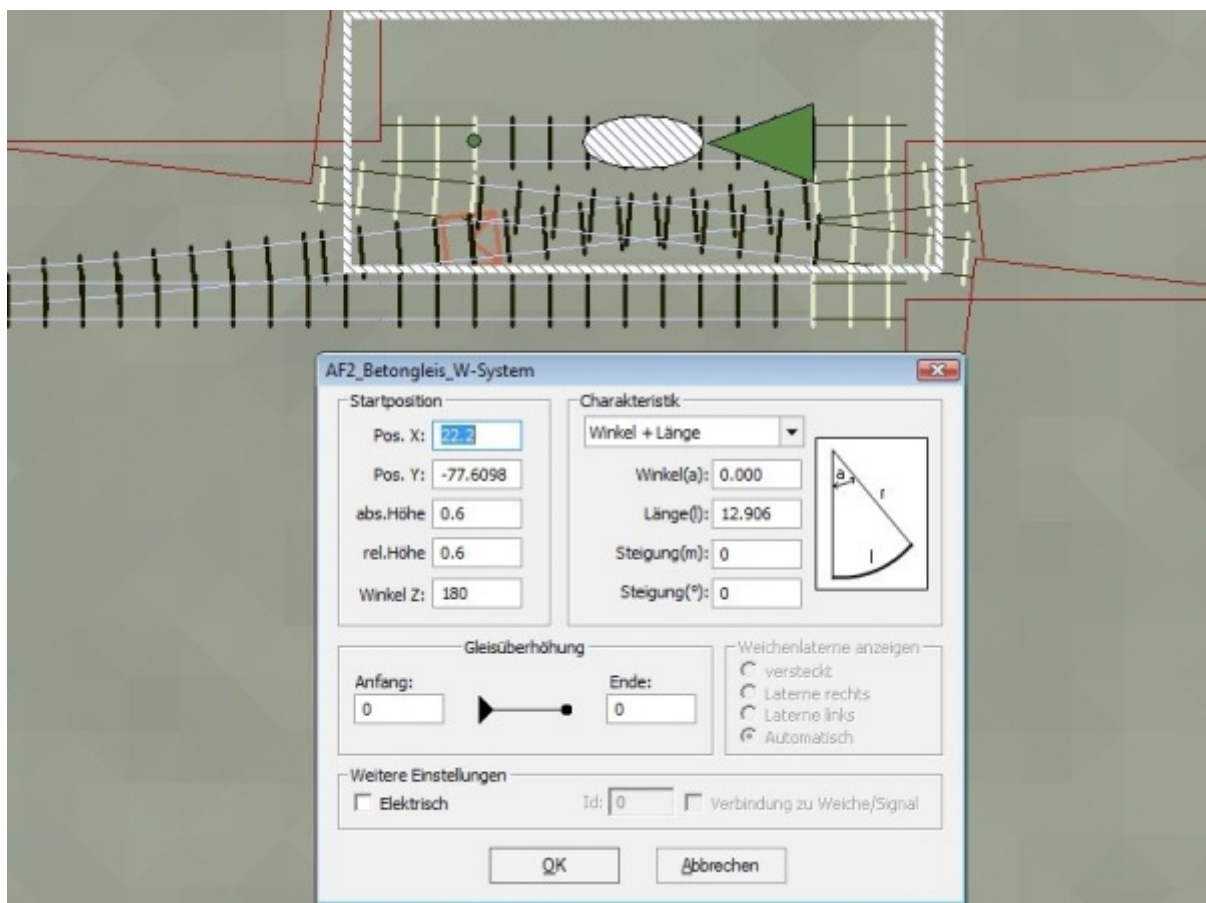 AF2_Betongleis_W-System
Startposition
Pos. X: 22.2
Pos. Y: -77.6098
abs.Höhe 0.6
rel.Höhe 0.6
Winkel Z: 180
Charakteristik
Winkel + Länge
Winkel(a): 0.000
Länge(l): 12.906
Steigung(m): 0
Steigung(°): 0
a
r
l
Gleisüberhöhung
Anfang: Ende:
0 0
Weichenlaterne anzeigen
versteckt
Laterne rechts
Laterne links
Automatisch
Weitere Einstellungen
Elektrisch Id: 0 Verbindung zu Weiche/Signal
OK Abbrechen